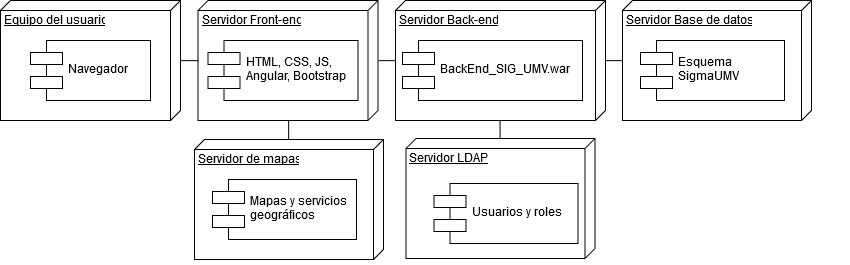 Equipo del usuario
Servidor Front-end
Servidor Back-end
Servidor Base de datos
Navegador
HTML, CSS, JS,
Angular, Bootstrap
BackEnd_SIG_UMV.war
Esquema
SigmaUMV
Servidor de mapas
Servidor LDAP
Mapas y servicios
geográficos
Usuarios y roles